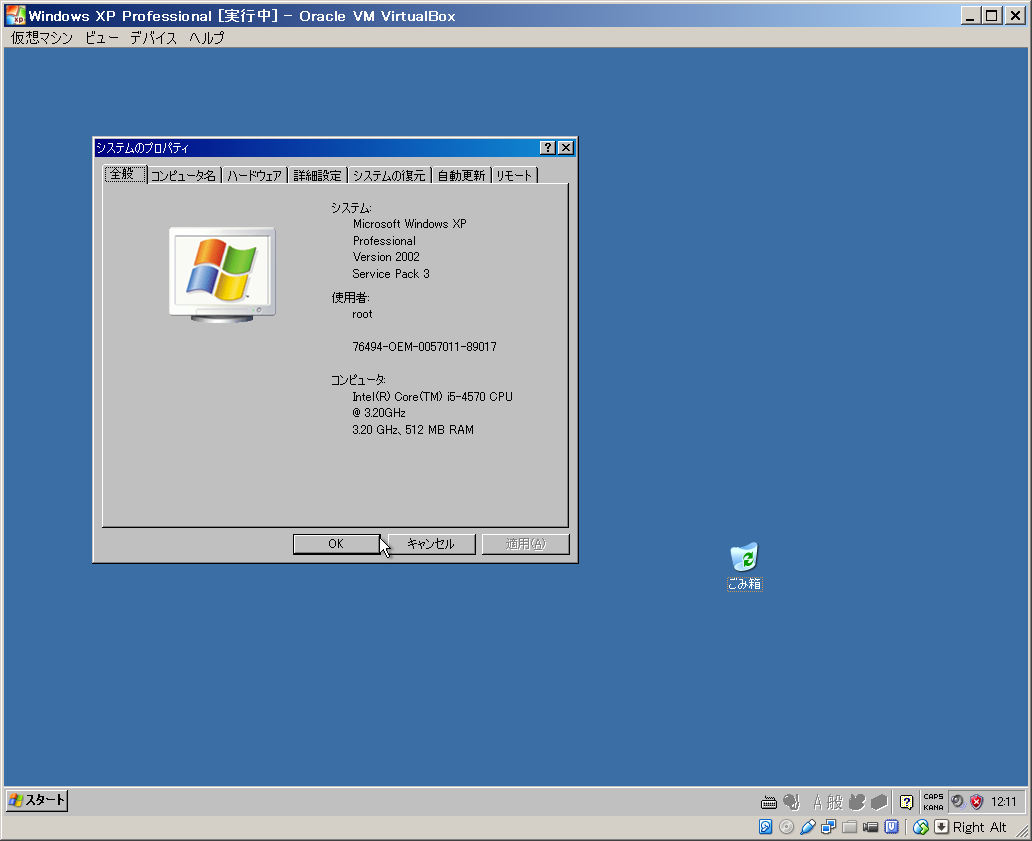 Windows XP Professional [実行中] - Oracle VM VirtualBox
仮想マシン ビュー デバイス ヘルプ
システムのプロパティ
全般 コンピュータ名 ハードウェア 詳細設定 システムの復元 自動更新 リモート
システム:
Microsoft Windows XP
Professional
Version 2002
Service Pack 3
使用者:
root
76494-OEM-0057011-89017
コンピュータ:
Intel(R) Core(TM) i5-4570 CPU
@ 3.20GHz
3.20 GHz、512 MB RAM
OK キャンセル 適用(A)
ごみ箱
スタート A 般 CAPS KANA 12:11
Right Alt